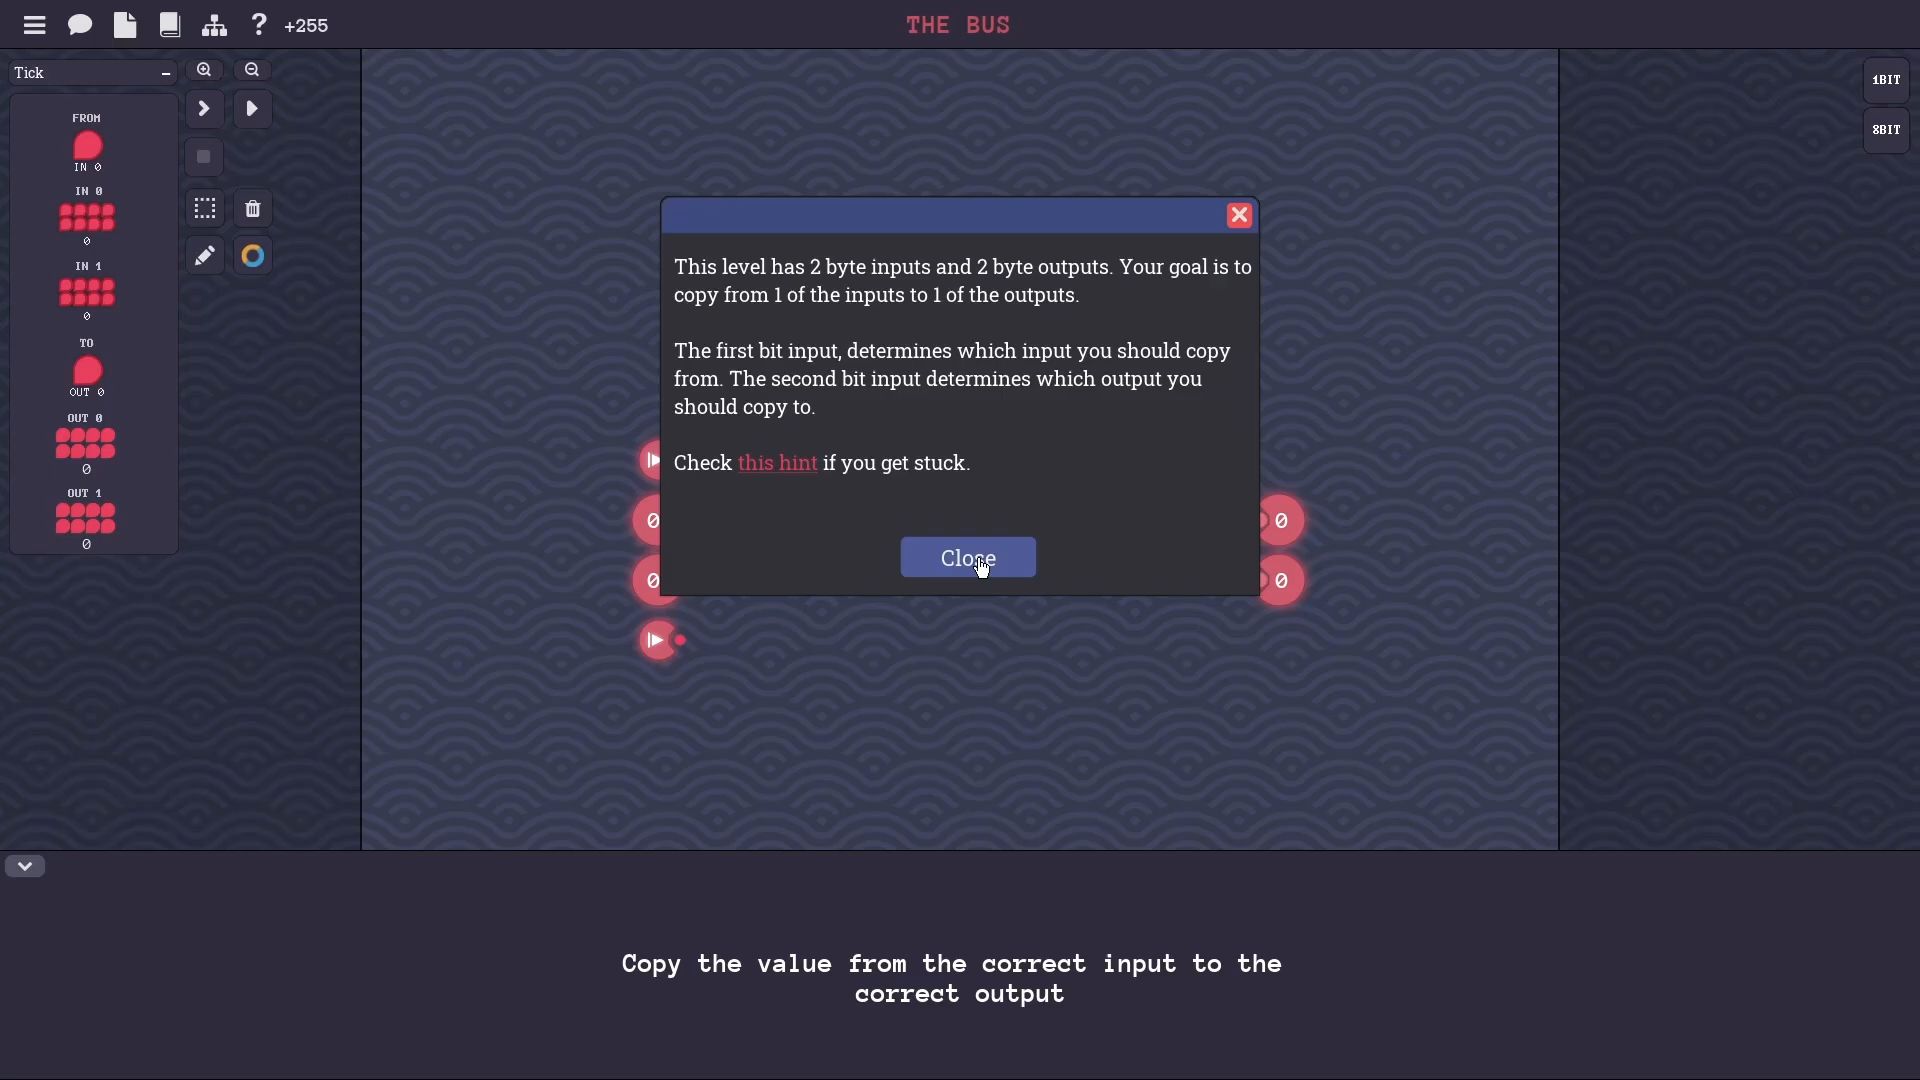 +255
THE BUS
Tick
FROM
IN 0
IN 0
0
IN 1
0
TO
OUT 0
OUT 0
0
OUT 1
0
1BIT
8BIT
This level has 2 byte inputs and 2 byte outputs. Your goal is to
copy from 1 of the inputs to 1 of the outputs.
The first bit input, determines which input you should copy
from. The second bit input determines which output you
should copy to.
Check this hint if you get stuck.
Close
0
0
0
0
Copy the value from the correct input to the
correct output